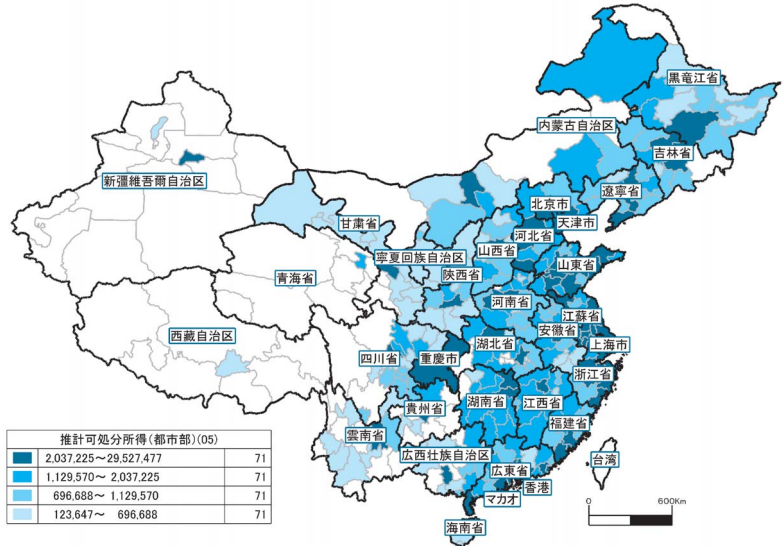 黒竜江省
内蒙古自治区
吉林省
新疆維吾爾自治区
遼寧省
北京市
甘粛省
天津市
河北省
寧夏回族自治区
山西省
山東省
青海省
陝西省
河南省
江蘇省
西藏自治区
安徽省
四川省
重慶市
湖北省
上海市
浙江省
貴州省
湖南省
江西省
福建省
雲南省
広西壮族自治区
台湾
広東省
香港
マカオ
海南省
推計可処分所得(都市部)(05)
2,037,225～29,527,477 71
1,129,570～ 2,037,225 71
696,688～ 1,129,570 71
123,647～ 696,688 71
0 600Km